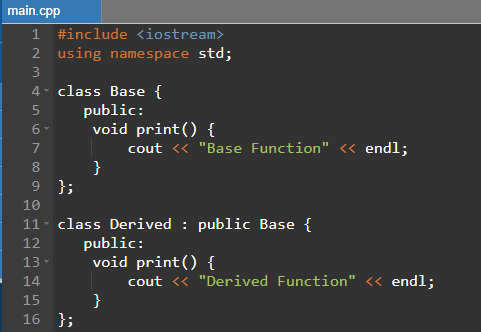 main.cpp
1 #include <iostream>
2 using namespace std;
3
4 class Base {
5    public:
6     void print() {
7         cout << "Base Function" << endl;
8     }
9 };
10
11 class Derived : public Base {
12    public:
13     void print() {
14         cout << "Derived Function" << endl;
15     }
16 };